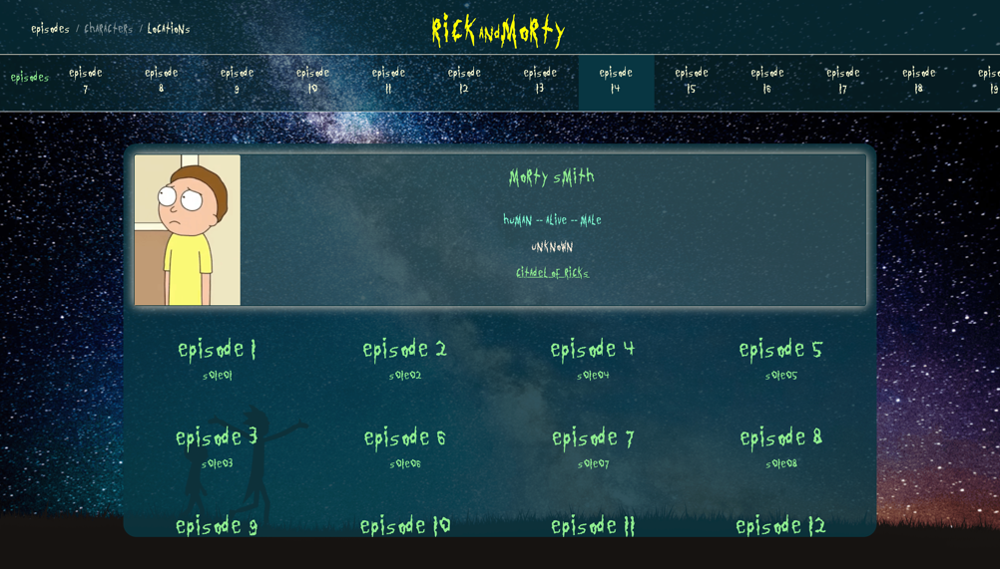 episodes / characters / locations
Rick and Morty
episodes
episode 7
episode 8
episode 9
episode 10
episode 11
episode 12
episode 13
episode 14
episode 15
episode 16
episode 17
episode 18
episode 19
Morty Smith
human -- alive -- male
unknown
Citadel of Ricks
episode 1
s01e01
episode 2
s01e02
episode 4
s01e04
episode 5
s01e05
episode 3
s01e03
episode 6
s01e06
episode 7
s01e07
episode 8
s01e08
episode 9
episode 10
episode 11
episode 12